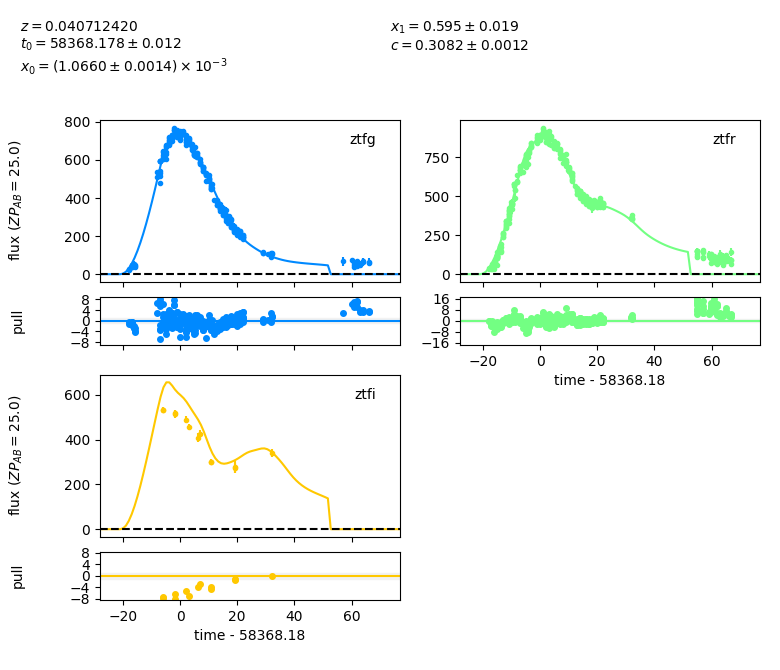 z = 0.040712420
t₀ = 58368.178 ± 0.012
x₀ = (1.0660 ± 0.0014) × 10⁻³
x₁ = 0.595 ± 0.019
c = 0.3082 ± 0.0012
flux (ZP_AB = 25.0)
800
600
400
200
0
ztfg
750
500
250
0
ztfr
pull
8
4
0
−4
−8
16
8
0
−8
−16
−20 0 20 40 60
time - 58368.18
flux (ZP_AB = 25.0)
600
400
200
0
ztfi
pull
8
4
0
−4
−8
−20 0 20 40 60
time - 58368.18